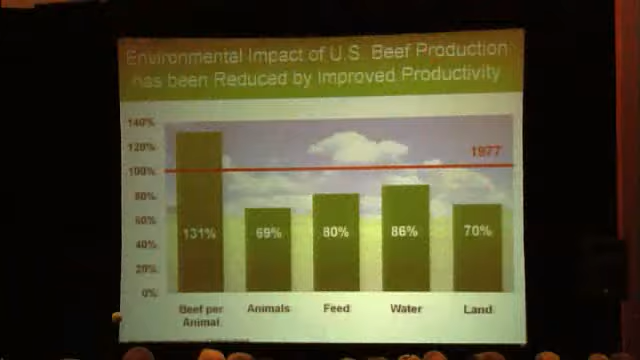 Environmental Impact of U.S. Beef Production
has been Reduced by Improved Productivity
140%
120%
100%
80%
60%
40%
20%
0%
1977
131%
69%
80%
86%
70%
Beef per
Animal
Animals
Feed
Water
Land